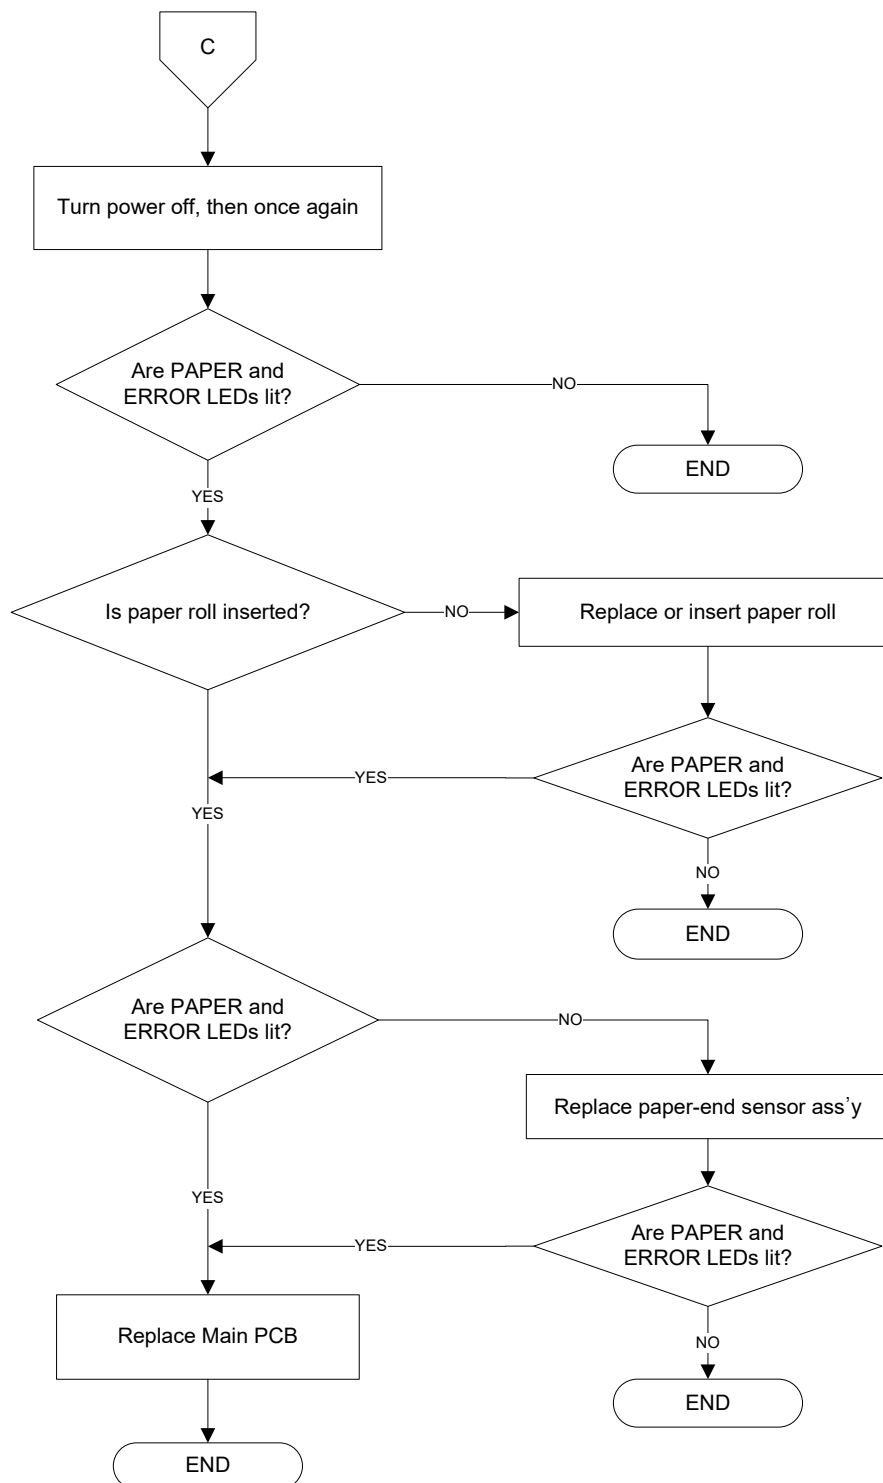 C
Turn power off, then once again
Are PAPER and
ERROR LEDs lit?
NO
END
YES
Is paper roll inserted?
NO
Replace or insert paper roll
Are PAPER and
ERROR LEDs lit?
YES
YES
NO
END
Are PAPER and
ERROR LEDs lit?
NO
Replace paper-end sensor ass’y
YES
Are PAPER and
ERROR LEDs lit?
YES
Replace Main PCB
NO
END
END